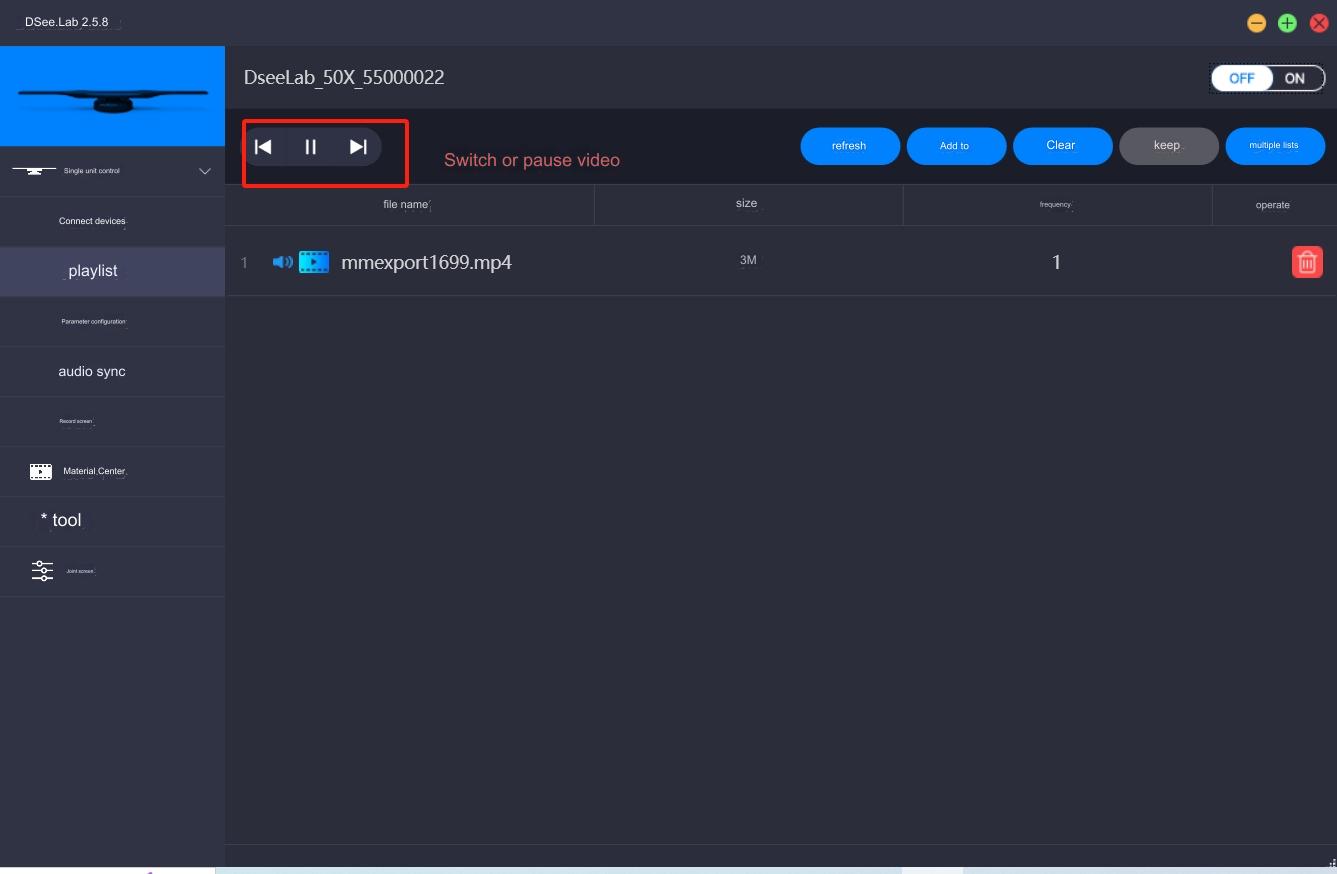 DSee.Lab 2.5.8
DseeLab_50X_55000022
OFF ON
Switch or pause video
refresh
Add to
Clear
keep
multiple lists
Single unit control
Connect devices
playlist
Parameter configuration
audio sync
Record screen
Material Center
* tool
Joint screen
file name
size
frequency
operate
1
mmexport1699.mp4
3M
1